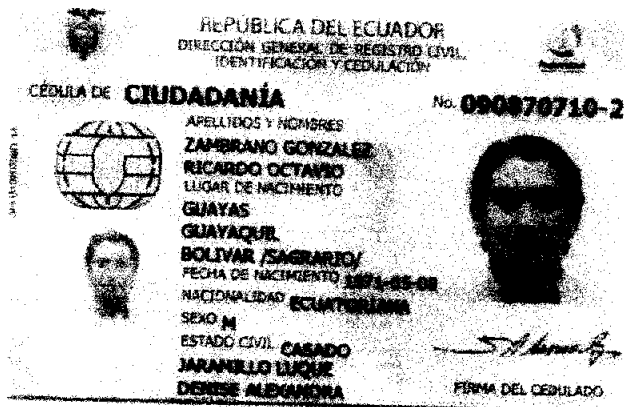 REPÚBLICA DEL ECUADOR
DIRECCIÓN GENERAL DE REGISTRO CIVIL,
IDENTIFICACIÓN Y CEDULACIÓN
CÉDULA DE CIUDADANÍA
No. 090870710-2
APELLIDOS Y NOMBRES
ZAMBRANO GONZALEZ
RICARDO OCTAVIO
LUGAR DE NACIMIENTO
GUAYAS
GUAYAQUIL
BOLIVAR /SAGRARIO/
FECHA DE NACIMIENTO
NACIONALIDAD ECUATORIANA
SEXO M
ESTADO CIVIL CASADO
JARAMILLO LUQUE
DENISE ALEXANDRA
FIRMA DEL CEDULADO